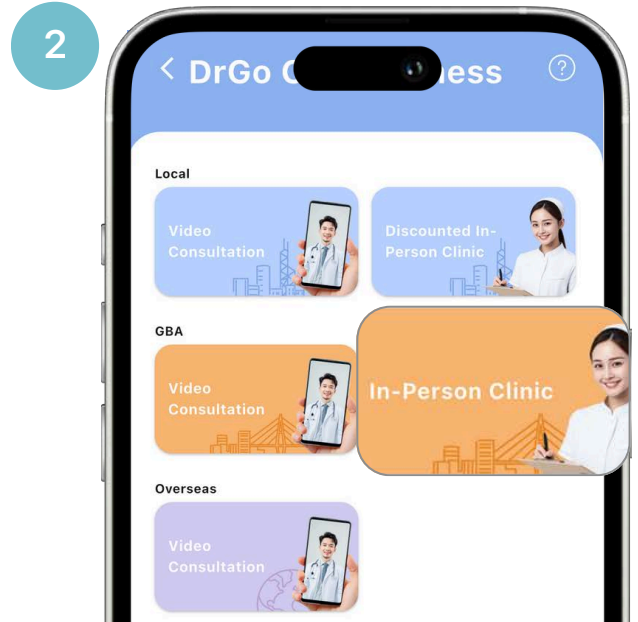 2
DrGo C ness
?
Local
Video
Consultation
Discounted In-
Person Clinic
GBA
Video
Consultation
In-Person Clinic
Overseas
Video
Consultation